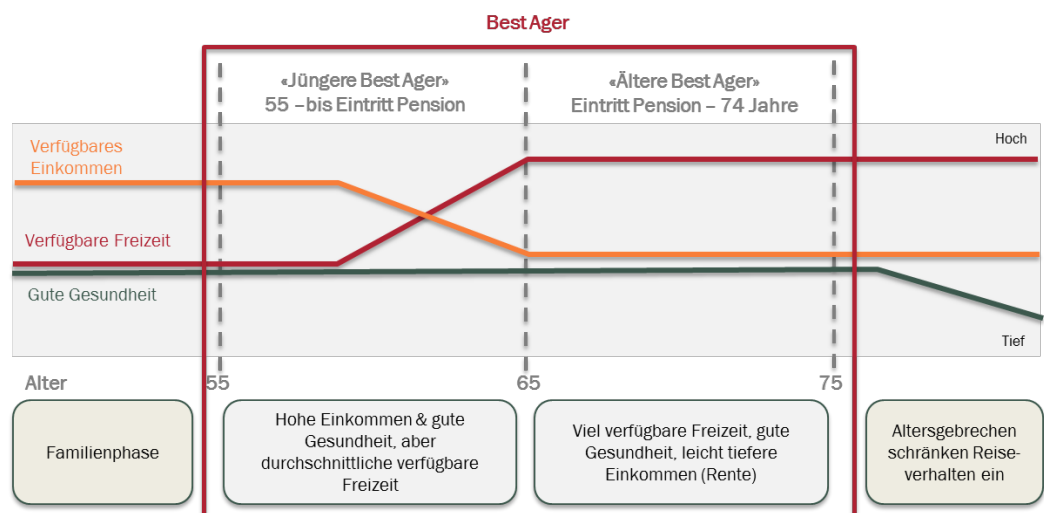 Best Ager
«Jüngere Best Ager»
55 –bis Eintritt Pension
«Ältere Best Ager»
Eintritt Pension – 74 Jahre
Verfügbares
Einkommen
Hoch
Verfügbare Freizeit
Gute Gesundheit
Tief
Alter
55
65
75
Familienphase
Hohe Einkommen & gute
Gesundheit, aber
durchschnittliche verfügbare
Freizeit
Viel verfügbare Freizeit, gute
Gesundheit, leicht tiefere
Einkommen (Rente)
Altersgebrechen
schränken Reise-
verhalten ein